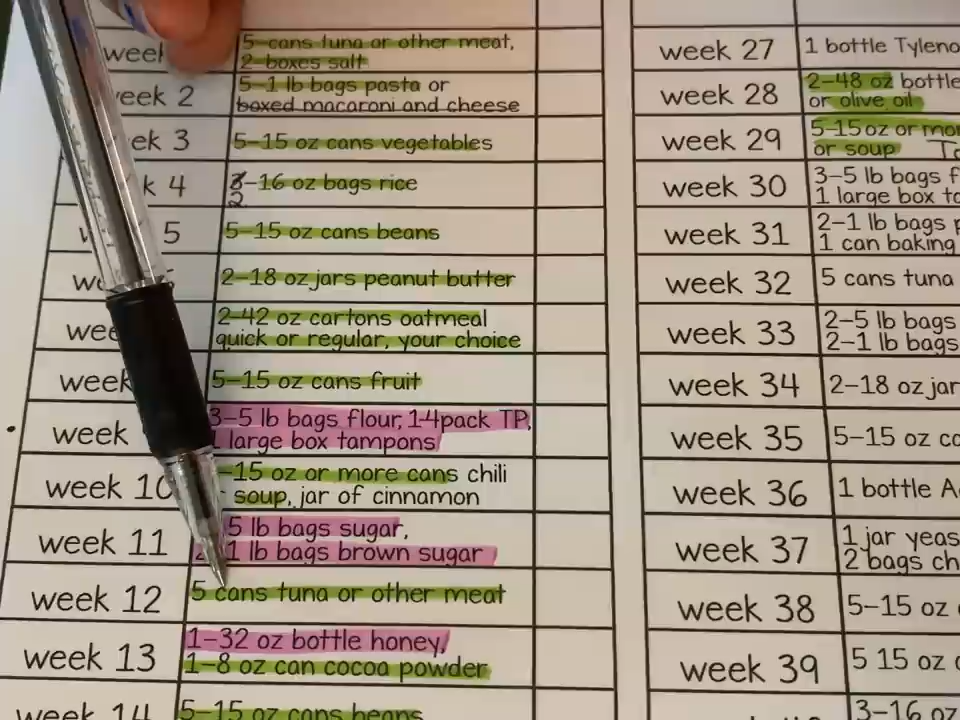 week
5-cans tuna or other meat,
2-boxes salt
week 2
5-1 lb bags pasta or
boxed macaroni and cheese
ek 3
5-15 oz cans vegetables
k 4
-16 oz bags rice
2
5
5-15 oz cans beans
2-18 oz jars peanut butter
2-42 oz cartons oatmeal
quick or regular, your choice
week
5-15 oz cans fruit
week
3-5 lb bags flour, 1-4pack TP,
1 large box tampons
week 10
-15 oz or more cans chili
soup, jar of cinnamon
week 11
5 lb bags sugar,
1 lb bags brown sugar
week 12
5 cans tuna or other meat
week 13
1-32 oz bottle honey,
1-8 oz can cocoa powder
week 14
5-15 oz cans beans
week 27
1 bottle Tyleno
week 28
2-48 oz bottle
or olive oil
week 29
5-15 oz or mor
or soup
week 30
3-5 lb bags f
1 large box ta
week 31
2-1 lb bags p
1 can baking
week 32
5 cans tuna
week 33
2-5 lb bags
2-1 lb bags
week 34
2-18 oz jar
week 35
5-15 oz ca
week 36
1 bottle A
week 37
1 jar yeas
2 bags ch
week 38
5-15 oz
week 39
5 15 oz
3-16 oz